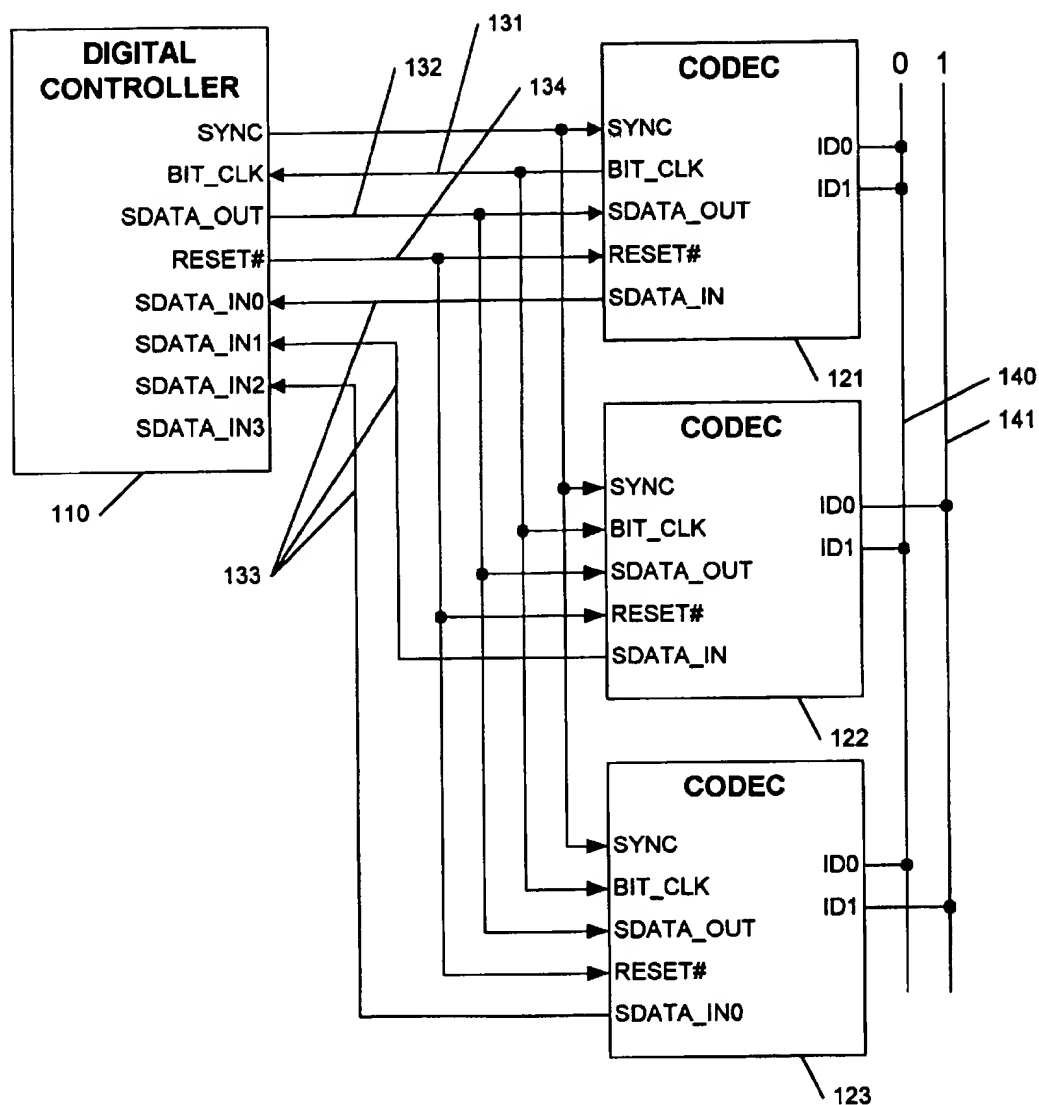 DIGITAL
CONTROLLER
SYNC
BIT_CLK
SDATA_OUT
RESET#
SDATA_IN0
SDATA_IN1
SDATA_IN2
SDATA_IN3
110
131
132
134
133
CODEC
SYNC
BIT_CLK
SDATA_OUT
RESET#
SDATA_IN
ID0
ID1
121
0 1
140
141
CODEC
SYNC
BIT_CLK
SDATA_OUT
RESET#
SDATA_IN
ID0
ID1
122
CODEC
SYNC
BIT_CLK
SDATA_OUT
RESET#
SDATA_IN0
ID0
ID1
123